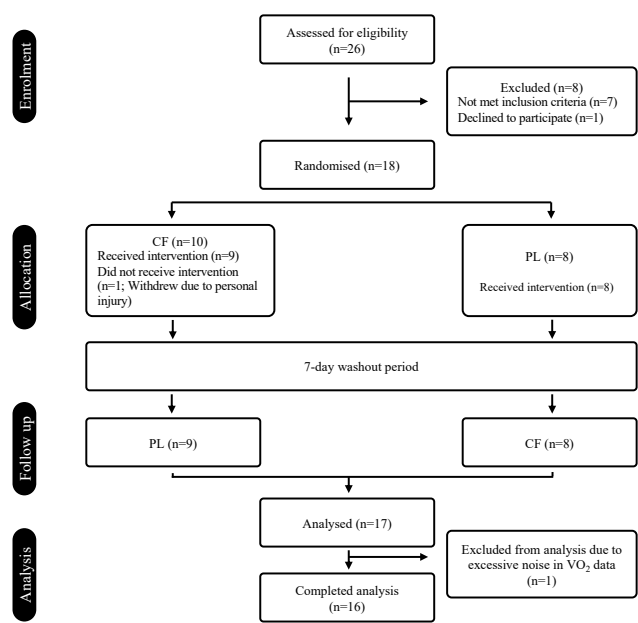 Enrolment
Assessed for eligibility
(n=26)
Excluded (n=8)
Not met inclusion criteria (n=7)
Declined to participate (n=1)
Randomised (n=18)
Allocation
CF (n=10)
Received intervention (n=9)
Did not receive intervention
(n=1; Withdrew due to personal
injury)
PL (n=8)
Received intervention (n=8)
7-day washout period
Follow up
PL (n=9)
CF (n=8)
Analysis
Analysed (n=17)
Excluded from analysis due to
excessive noise in VO₂ data
(n=1)
Completed analysis
(n=16)